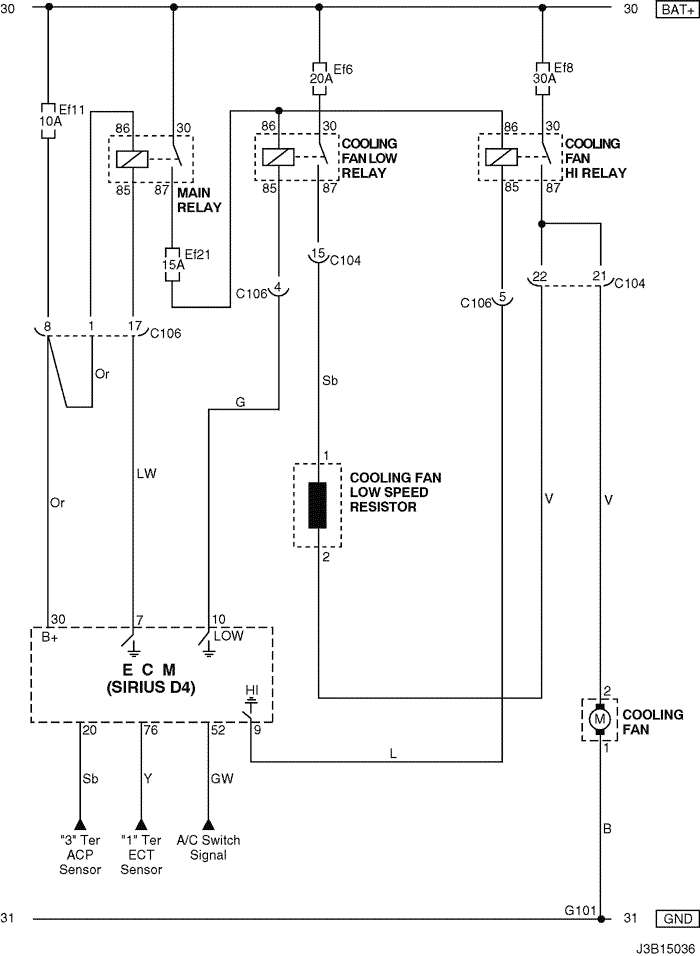 30
30
BAT+
Ef11
10A
Ef6
20A
Ef8
30A
86
30
85
87
MAIN
RELAY
86
30
85
87
COOLING
FAN LOW
RELAY
86
30
85
87
COOLING
FAN
HI RELAY
Ef21
15A
15
C104
4
C106
5
C106
22
21
C104
8
1
17
C106
Or
G
Sb
LW
Or
1
COOLING FAN
LOW SPEED
RESISTOR
2
V
V
30
7
10
B+
LOW
E C M
(SIRIUS D4)
HI
20
76
52
9
2
M
COOLING
FAN
1
L
Sb
Y
GW
B
"3" Ter
ACP
Sensor
"1" Ter
ECT
Sensor
A/C Switch
Signal
31
G101
31
GND
J3B15036